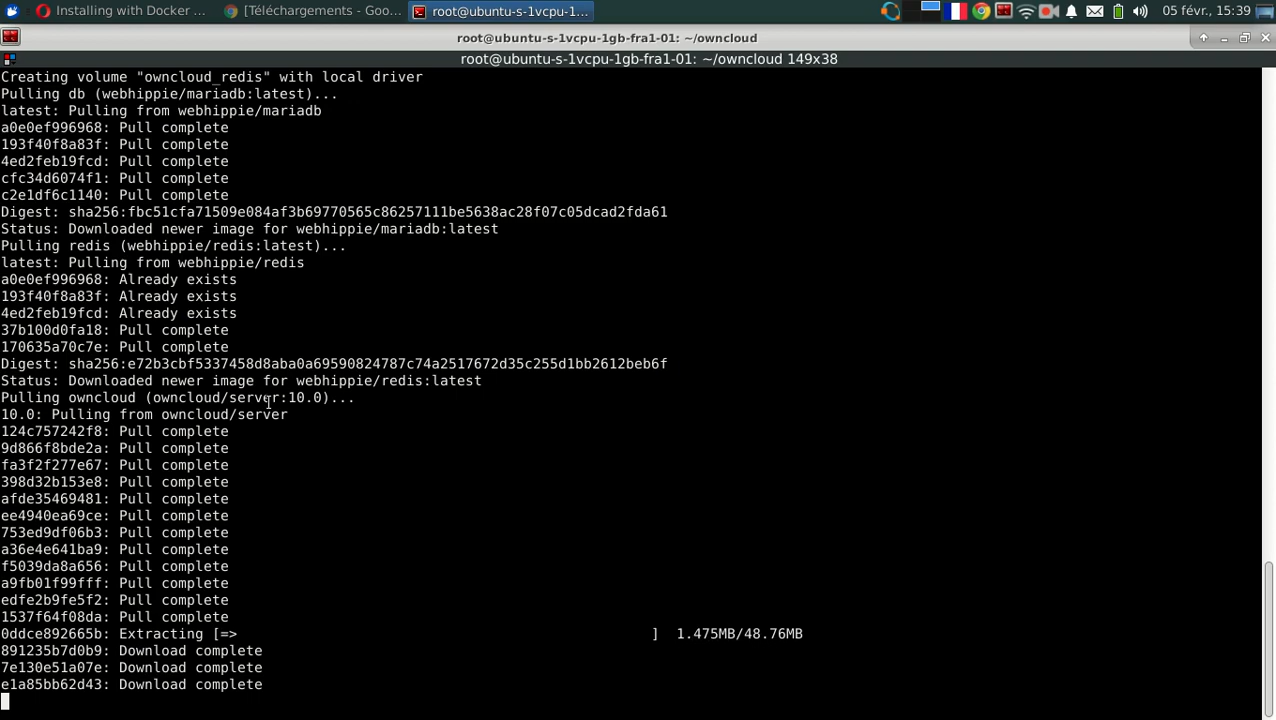 Installing with Docker ...
[Téléchargements - Goo...
root@ubuntu-s-1vcpu-1...
05 févr., 15:39
root@ubuntu-s-1vcpu-1gb-fra1-01: ~/owncloud
root@ubuntu-s-1vcpu-1gb-fra1-01: ~/owncloud 149x38
Creating volume "owncloud_redis" with local driver
Pulling db (webhippie/mariadb:latest)...
latest: Pulling from webhippie/mariadb
a0e0ef996968: Pull complete
193f40f8a83f: Pull complete
4ed2feb19fcd: Pull complete
cfc34d6074f1: Pull complete
c2e1df6c1140: Pull complete
Digest: sha256:fbc51cfa71509e084af3b69770565c86257111be5638ac28f07c05dcad2fda61
Status: Downloaded newer image for webhippie/mariadb:latest
Pulling redis (webhippie/redis:latest)...
latest: Pulling from webhippie/redis
a0e0ef996968: Already exists
193f40f8a83f: Already exists
4ed2feb19fcd: Already exists
37b100d0fa18: Pull complete
170635a70c7e: Pull complete
Digest: sha256:e72b3cbf5337458d8aba0a69590824787c74a2517672d35c255d1bb2612beb6f
Status: Downloaded newer image for webhippie/redis:latest
Pulling owncloud (owncloud/server:10.0)...
10.0: Pulling from owncloud/server
124c757242f8: Pull complete
9d866f8bde2a: Pull complete
fa3f2f277e67: Pull complete
398d32b153e8: Pull complete
afde35469481: Pull complete
ee4940ea69ce: Pull complete
753ed9df06b3: Pull complete
a36e4e641ba9: Pull complete
f5039da8a656: Pull complete
a9fb01f99fff: Pull complete
edfe2b9fe5f2: Pull complete
1537f64f08da: Pull complete
0ddce892665b: Extracting [=> ] 1.475MB/48.76MB
891235b7d0b9: Download complete
7e130e51a07e: Download complete
e1a85bb62d43: Download complete